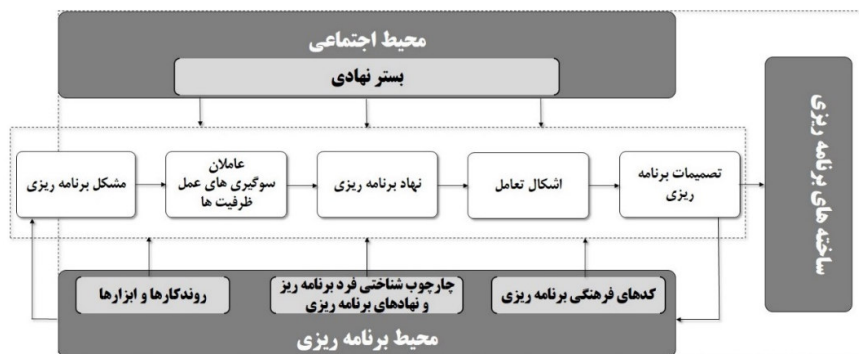 محیط اجتماعی
بستر نهادی
مشکل برنامه ریزی
عاملان
سوگیری های عمل
ظرفیت ها
نهاد برنامه ریزی
اشکال تعامل
تصمیمات برنامه
ریزی
ساخته های برنامه ریزی
روندکارها و ابزارها
چارچوب شناختی فرد برنامه ریز
و نهادهای برنامه ریزی
کدهای فرهنگی برنامه ریزی
محیط برنامه ریزی